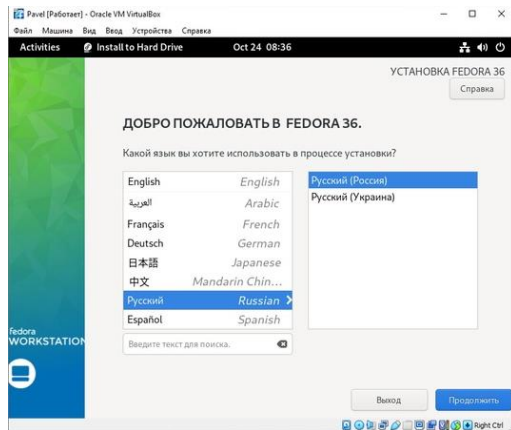 Pavel [Работает] - Oracle VM VirtualBox
Файл Машина Вид Ввод Устройства Справка
Activities Install to Hard Drive Oct 24 08:36
УСТАНОВКА FEDORA 36
Справка
ДОБРО ПОЖАЛОВАТЬ В FEDORA 36.
Какой язык вы хотите использовать в процессе установки?
English English
العربية Arabic
Français French
Deutsch German
日本語 Japanese
中文 Mandarin Chin...
Русский Russian
Español Spanish
Русский (Россия)
Русский (Украина)
Введите текст для поиска.
fedora
WORKSTATION
Выход Продолжить
Right Ctrl